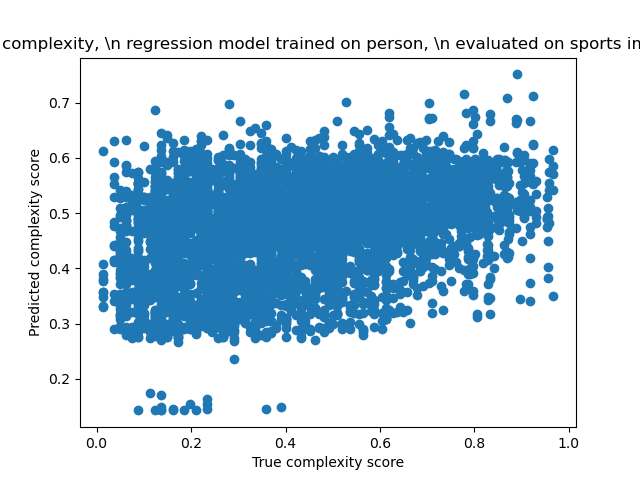 complexity, \n regression model trained on person, \n evaluated on sports in
Predicted complexity score
0.7
0.6
0.5
0.4
0.3
0.2
0.0 0.2 0.4 0.6 0.8 1.0
True complexity score